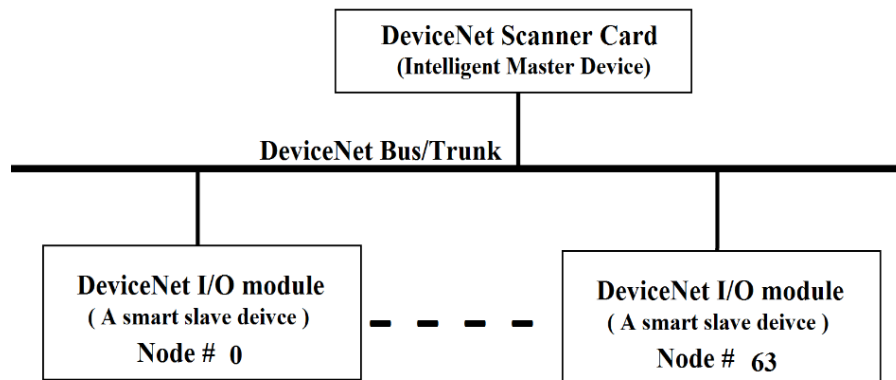 DeviceNet Scanner Card
(Intelligent Master Device)
DeviceNet Bus/Trunk
DeviceNet I/O module
( A smart slave deivce )
Node # 0
DeviceNet I/O module
( A smart slave deivce )
Node # 63